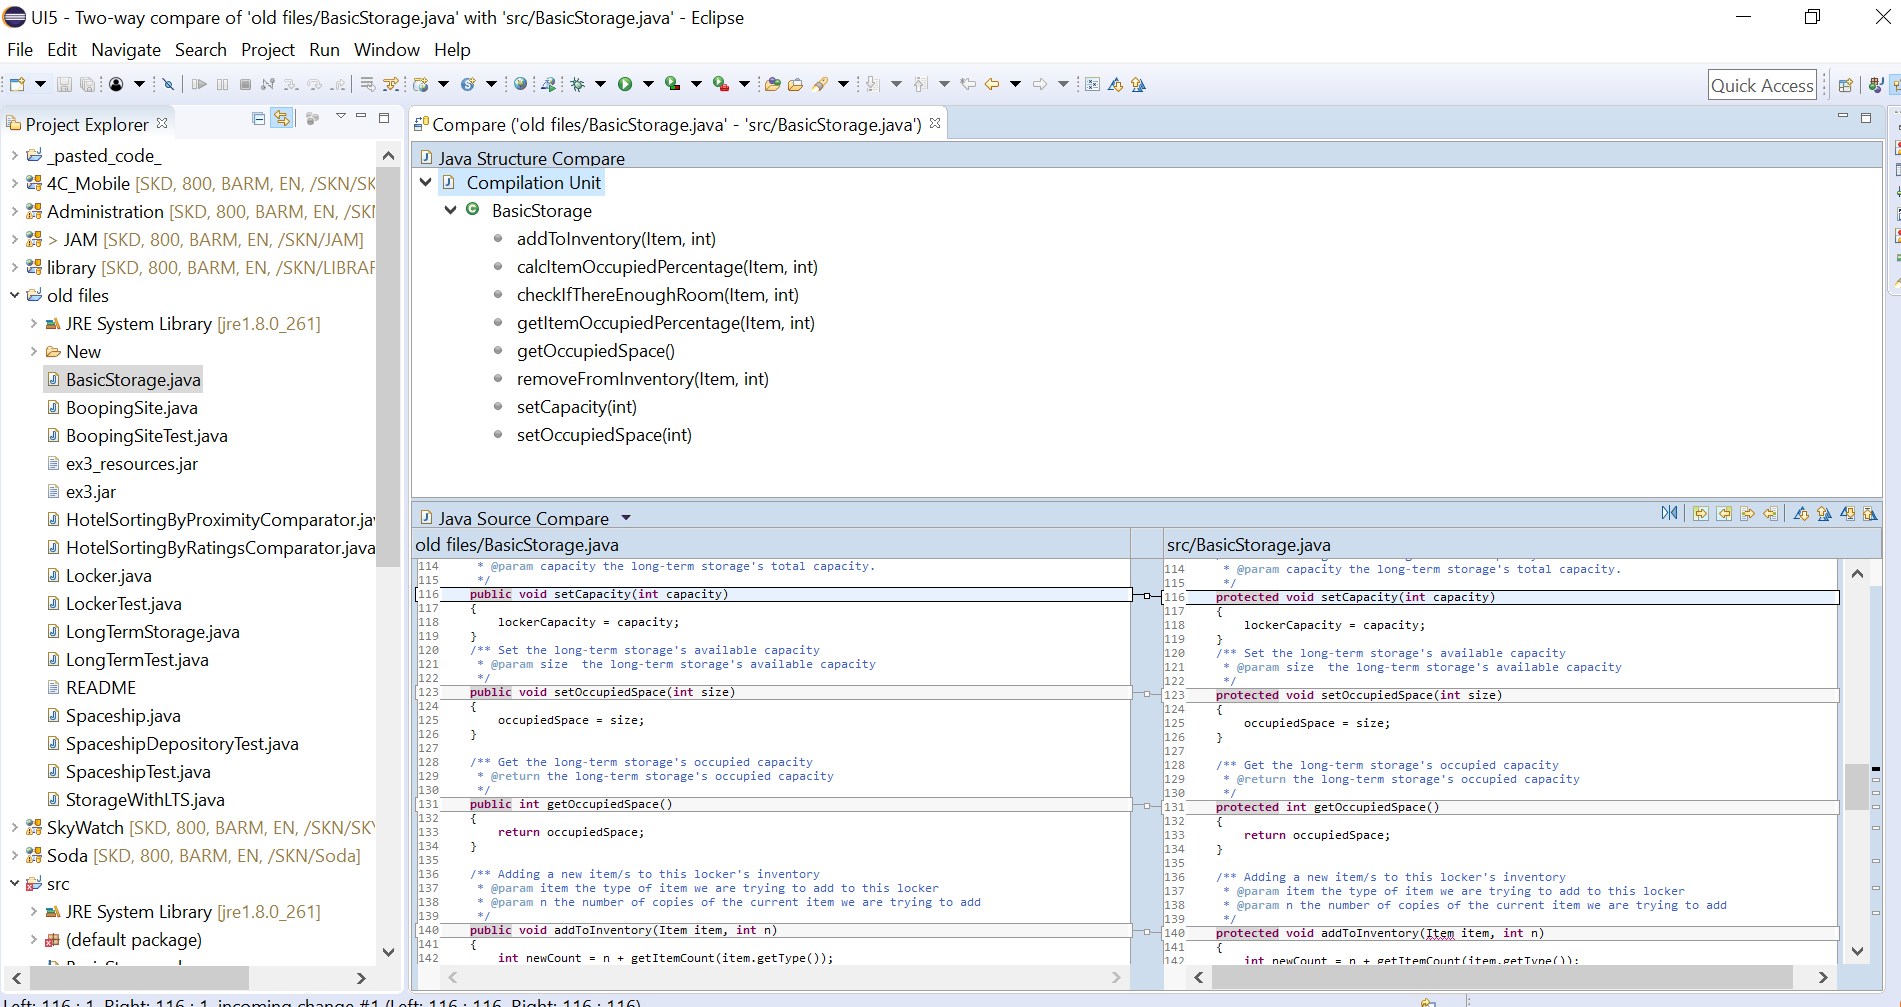 UI5 - Two-way compare of 'old files/BasicStorage.java' with 'src/BasicStorage.java' - Eclipse
File Edit Navigate Search Project Run Window Help
Quick Access
Project Explorer
_pasted_code_
4C_Mobile [SKD, 800, BARM, EN, /SKN/SK
Administration [SKD, 800, BARM, EN, /SKN
> JAM [SKD, 800, BARM, EN, /SKN/JAM]
library [SKD, 800, BARM, EN, /SKN/LIBRAR
old files
JRE System Library [jre1.8.0_261]
New
BasicStorage.java
BoopingSite.java
BoopingSiteTest.java
ex3_resources.jar
ex3.jar
HotelSortingByProximityComparator.jav
HotelSortingByRatingsComparator.java
Locker.java
LockerTest.java
LongTermStorage.java
LongTermTest.java
README
Spaceship.java
SpaceshipDepositoryTest.java
SpaceshipTest.java
StorageWithLTS.java
SkyWatch [SKD, 800, BARM, EN, /SKN/SKY
Soda [SKD, 800, BARM, EN, /SKN/Soda]
src
JRE System Library [jre1.8.0_261]
(default package)
Compare ('old files/BasicStorage.java' - 'src/BasicStorage.java')
Java Structure Compare
Compilation Unit
BasicStorage
addToInventory(Item, int)
calcItemOccupiedPercentage(Item, int)
checkIfThereEnoughRoom(Item, int)
getItemOccupiedPercentage(Item, int)
getOccupiedSpace()
removeFromInventory(Item, int)
setCapacity(int)
setOccupiedSpace(int)
Java Source Compare
old files/BasicStorage.java
114 * @param capacity the long-term storage's total capacity.
115 */
116 public void setCapacity(int capacity)
117 {
118 lockerCapacity = capacity;
119 }
120 /** Set the long-term storage's available capacity
121 * @param size  the long-term storage's available capacity
122 */
123 public void setOccupiedSpace(int size)
124 {
125 occupiedSpace = size;
126 }
127
128 /** Get the long-term storage's occupied capacity
129 * @return the long-term storage's occupied capacity
130 */
131 public int getOccupiedSpace()
132 {
133 return occupiedSpace;
134 }
135
136 /** Adding a new item/s to this locker's inventory
137 * @param item the type of item we are trying to add to this locker
138 * @param n the number of copies of the current item we are trying to add
139 */
140 public void addToInventory(Item item, int n)
141 {
142 int newCount = n + getItemCount(item.getType());
src/BasicStorage.java
114 * @param capacity the long-term storage's total capacity.
115 */
116 protected void setCapacity(int capacity)
117 {
118 lockerCapacity = capacity;
119 }
120 /** Set the long-term storage's available capacity
121 * @param size  the long-term storage's available capacity
122 */
123 protected void setOccupiedSpace(int size)
124 {
125 occupiedSpace = size;
126 }
127
128 /** Get the long-term storage's occupied capacity
129 * @return the long-term storage's occupied capacity
130 */
131 protected int getOccupiedSpace()
132 {
133 return occupiedSpace;
134 }
135
136 /** Adding a new item/s to this locker's inventory
137 * @param item the type of item we are trying to add to this locker
138 * @param n the number of copies of the current item we are trying to add
139 */
140 protected void addToInventory(Item item, int n)
141 {
142 int newCount = n + getItemCount(item.getType());
Left: 116 : 1, Right: 116 : 1, incoming change #1 (Left: 116 : 116, Right: 116 : 116)